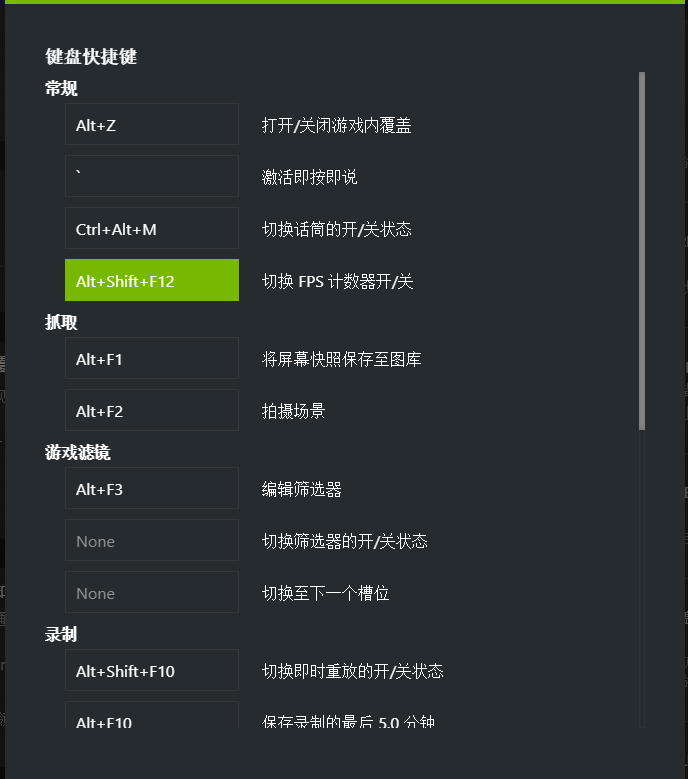 键盘快捷键
常规
Alt+Z 打开/关闭游戏内覆盖
` 激活即按即说
Ctrl+Alt+M 切换话筒的开/关状态
Alt+Shift+F12 切换 FPS 计数器开/关
抓取
Alt+F1 将屏幕快照保存至图库
Alt+F2 拍摄场景
游戏滤镜
Alt+F3 编辑筛选器
None 切换筛选器的开/关状态
None 切换至下一个槽位
录制
Alt+Shift+F10 切换即时重放的开/关状态
Alt+F10 保存录制的最后 5.0 分钟